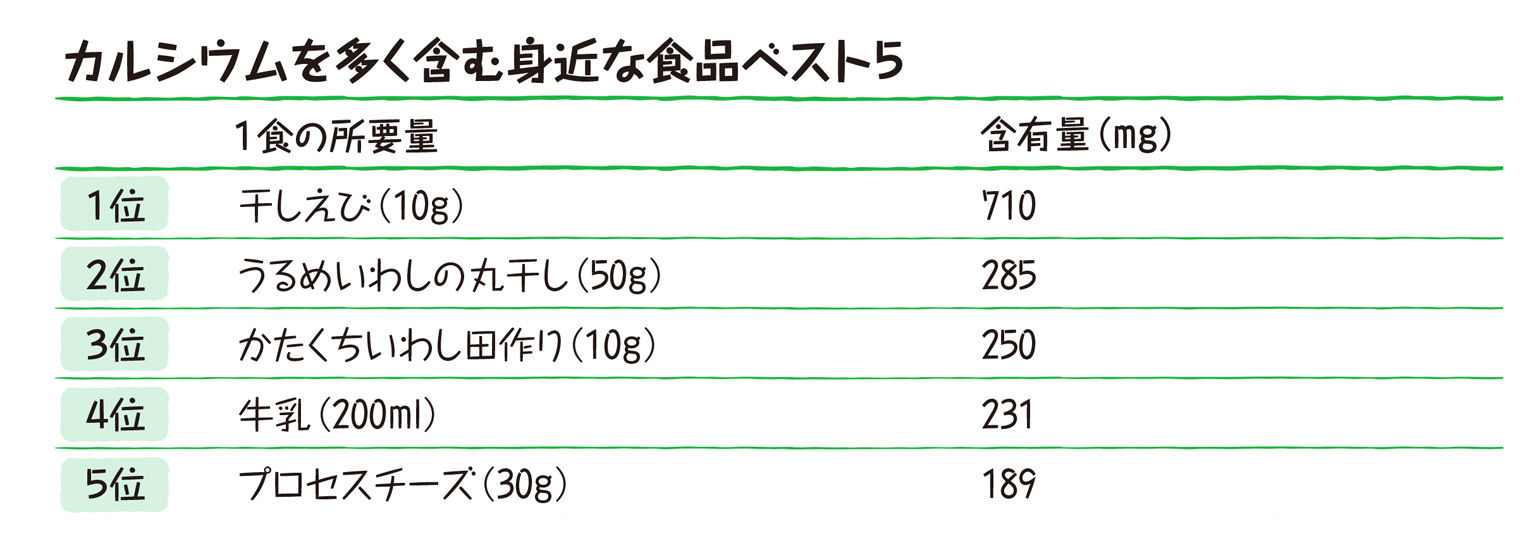 カルシウムを多く含む身近な食品ベスト5
1食の所要量 含有量(mg)
1位 干しえび(10g) 710
2位 うるめいわしの丸干し(50g) 285
3位 かたくちいわし田作り(10g) 250
4位 牛乳(200ml) 231
5位 プロセスチーズ(30g) 189